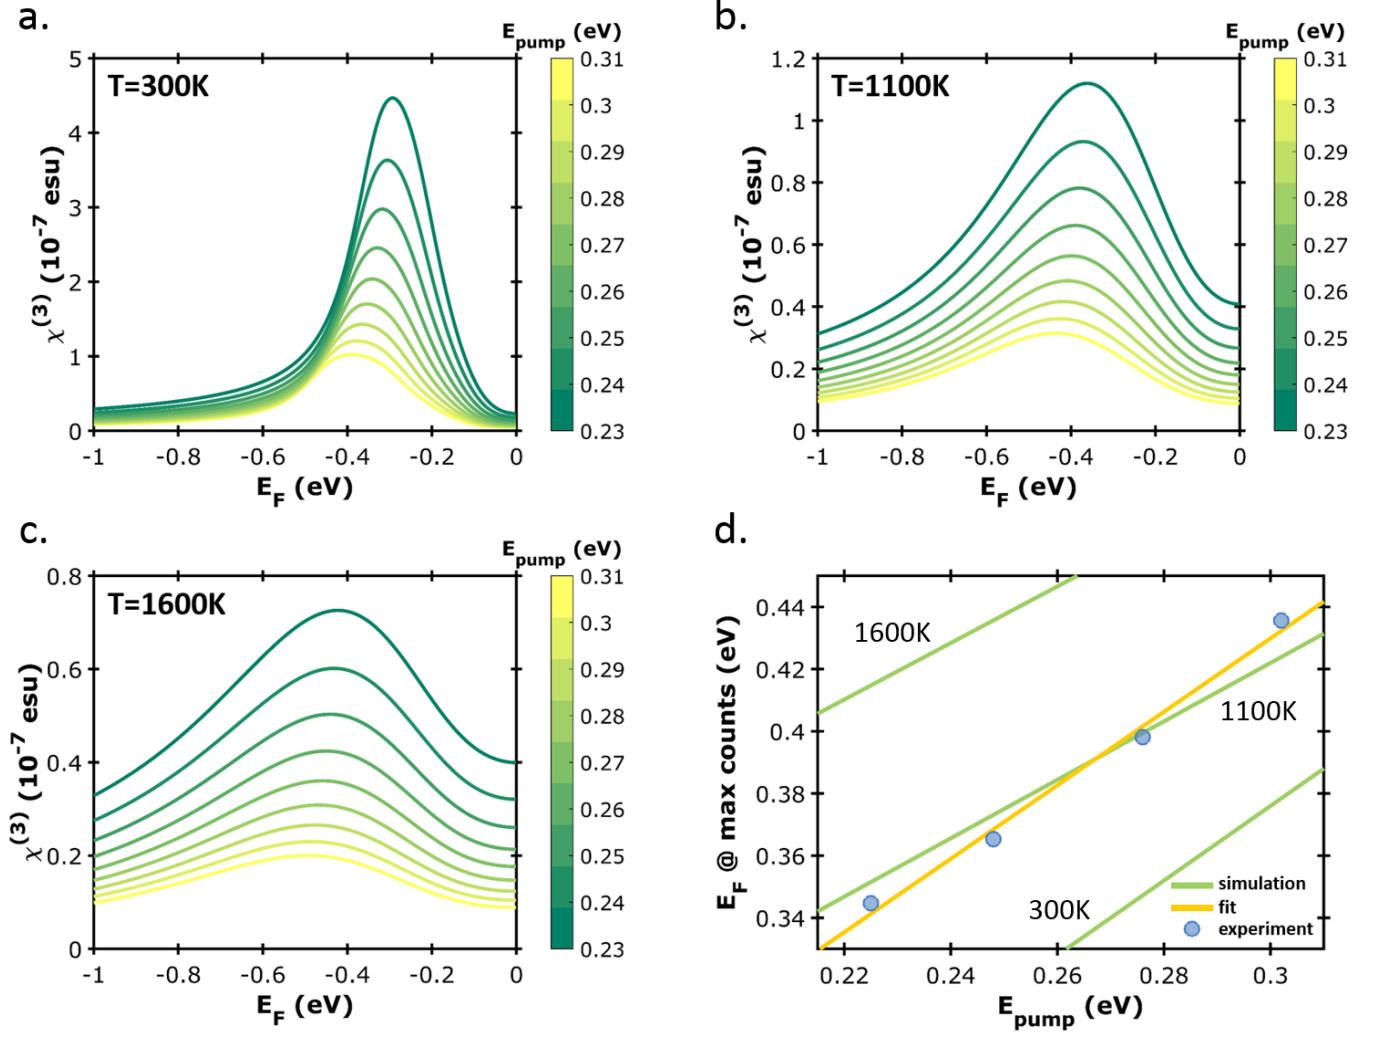 a.
E_pump (eV)
T=300K
5
4
3
2
1
0
χ^(3) (10^-7 esu)
-1 -0.8 -0.6 -0.4 -0.2 0
E_F (eV)
0.31
0.3
0.29
0.28
0.27
0.26
0.25
0.24
0.23
b.
E_pump (eV)
T=1100K
1.2
1
0.8
0.6
0.4
0.2
0
χ^(3) (10^-7 esu)
-1 -0.8 -0.6 -0.4 -0.2 0
E_F (eV)
0.31
0.3
0.29
0.28
0.27
0.26
0.25
0.24
0.23
c.
E_pump (eV)
T=1600K
0.8
0.6
0.4
0.2
0
χ^(3) (10^-7 esu)
-1 -0.8 -0.6 -0.4 -0.2 0
E_F (eV)
0.31
0.3
0.29
0.28
0.27
0.26
0.25
0.24
0.23
d.
0.44
0.42
0.4
0.38
0.36
0.34
E_F @ max counts (eV)
1600K
1100K
300K
simulation
fit
experiment
0.22 0.24 0.26 0.28 0.3
E_pump (eV)